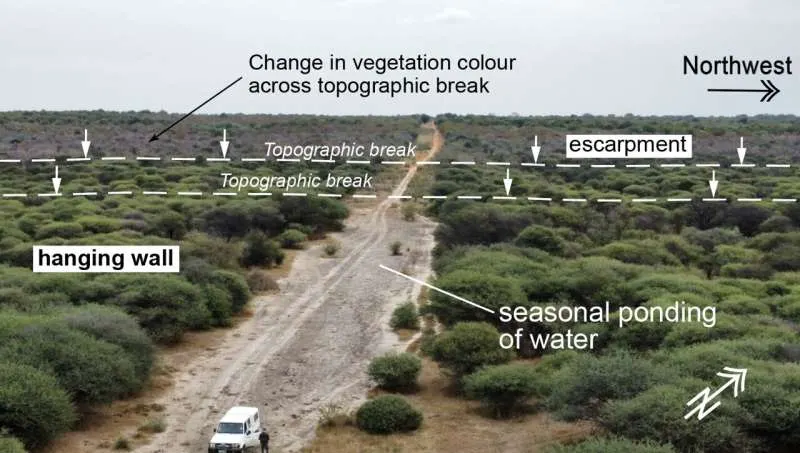 Change in vegetation colour
across topographic break
Northwest
Topographic break
escarpment
Topographic break
hanging wall
seasonal ponding
of water
N